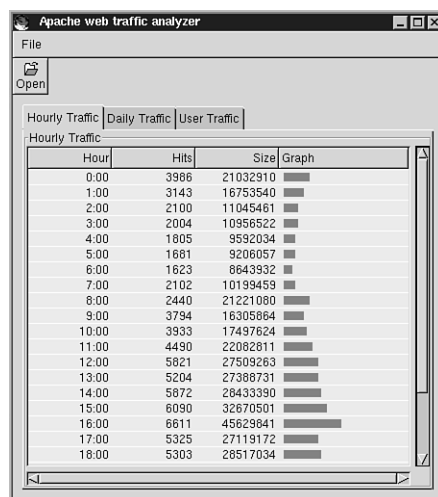 Apache web traffic analyzer
File
Open
Hourly Traffic Daily Traffic User Traffic
Hourly Traffic
Hour Hits Size Graph
0:00 3986 21032910
1:00 3143 16753540
2:00 2100 11045461
3:00 2004 10956522
4:00 1805 9592034
5:00 1681 9206057
6:00 1623 8643932
7:00 2102 10199459
8:00 2440 21221080
9:00 3794 16305864
10:00 3933 17497624
11:00 4490 22082811
12:00 5821 27509263
13:00 5204 27388731
14:00 5872 28433390
15:00 6090 32670501
16:00 6611 45629841
17:00 5325 27119172
18:00 5303 28517034